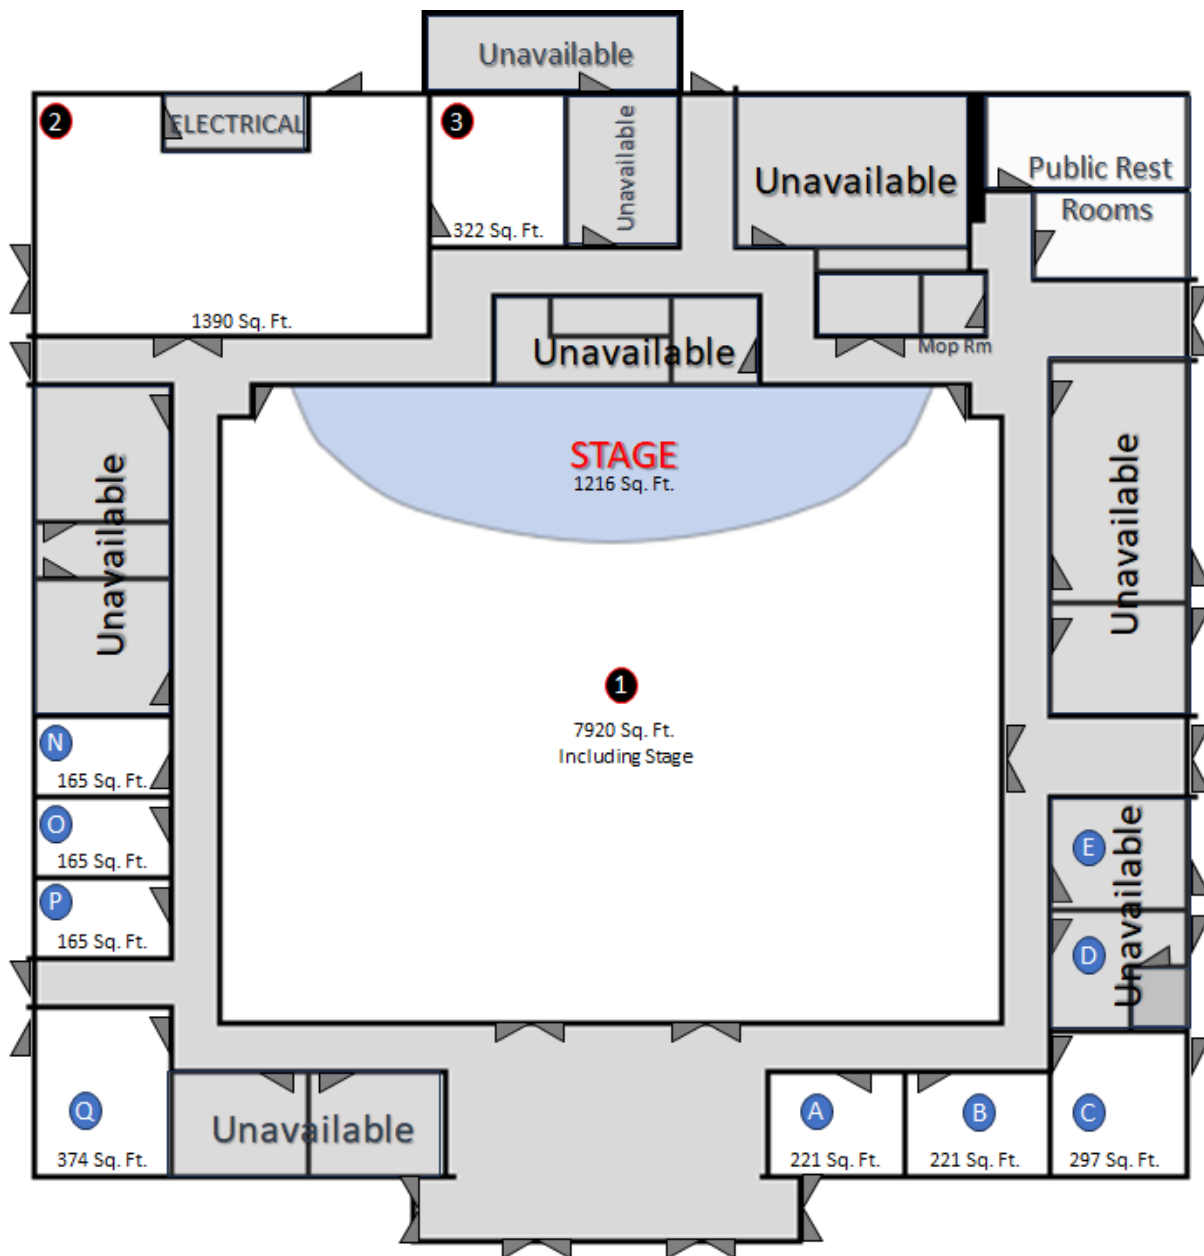 Unavailable
2
ELECTRICAL
3
Unavailable
Unavailable
Public Rest
Rooms
322 Sq. Ft.
1390 Sq. Ft.
Unavailable
Mop Rm
STAGE
1216 Sq. Ft.
Unavailable
Unavailable
1
7920 Sq. Ft.
Including Stage
N
165 Sq. Ft.
O
165 Sq. Ft.
P
165 Sq. Ft.
E
D
Unavailable
Q
374 Sq. Ft.
Unavailable
A
221 Sq. Ft.
B
221 Sq. Ft.
C
297 Sq. Ft.